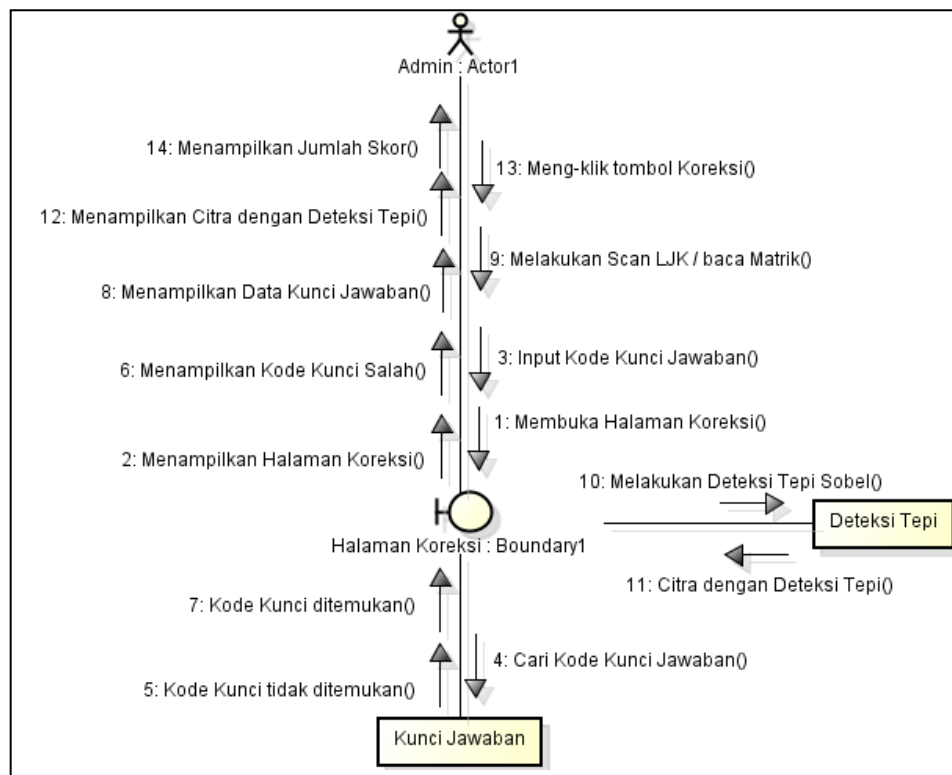 Admin : Actor1
14: Menampilkan Jumlah Skor()
13: Meng-klik tombol Koreksi()
12: Menampilkan Citra dengan Deteksi Tepi()
9: Melakukan Scan LJK / baca Matrik()
8: Menampilkan Data Kunci Jawaban()
3: Input Kode Kunci Jawaban()
6: Menampilkan Kode Kunci Salah()
1: Membuka Halaman Koreksi()
2: Menampilkan Halaman Koreksi()
10: Melakukan Deteksi Tepi Sobel()
Deteksi Tepi
Halaman Koreksi : Boundary1
11: Citra dengan Deteksi Tepi()
7: Kode Kunci ditemukan()
4: Cari Kode Kunci Jawaban()
5: Kode Kunci tidak ditemukan()
Kunci Jawaban